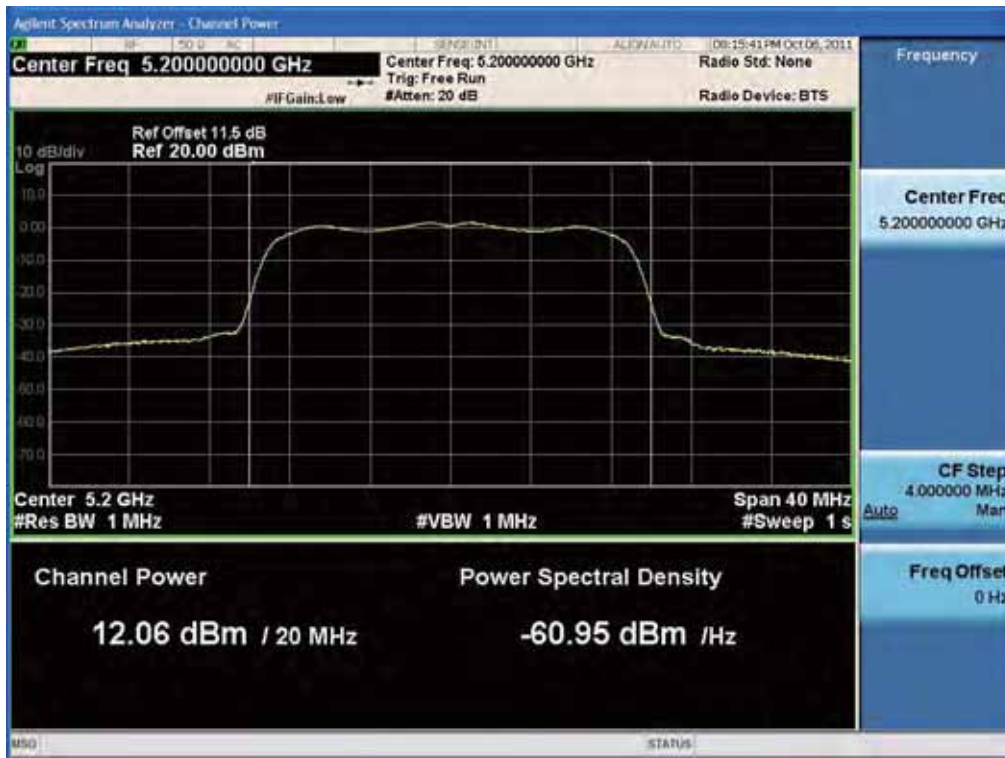 Agilent Spectrum Analyzer - Channel Power
RF 50 Ω AC SENSE:INT ALIGN AUTO 08:15:41 PM Oct 06, 2011
Center Freq 5.200000000 GHz
Center Freq: 5.200000000 GHz
Radio Std: None
Trig: Free Run
#IFGain:Low
#Atten: 20 dB
Radio Device: BTS
Ref Offset 11.5 dB
10 dB/div
Ref 20.00 dBm
Log
10.0
0.00
-10.0
-20.0
-30.0
-40.0
-50.0
-60.0
-70.0
Center 5.2 GHz
Span 40 MHz
#Res BW 1 MHz
#VBW 1 MHz
#Sweep 1 s
Channel Power
Power Spectral Density
12.06 dBm / 20 MHz
-60.95 dBm /Hz
Frequency
Center Freq
5.200000000 GHz
CF Step
4.000000 MHz
Auto Man
Freq Offset
0 Hz
MSG
STATUS